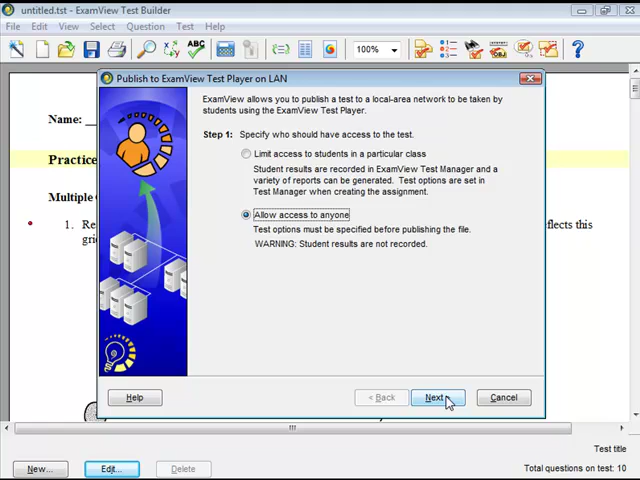 untitled.tst - ExamView Test Builder
File Edit View Select Question Test Help
100%
Name:
Publish to ExamView Test Player on LAN
ExamView allows you to publish a test to a local-area network to be taken by
students using the ExamView Test Player.
Step 1: Specify who should have access to the test.
Limit access to students in a particular class
Student results are recorded in ExamView Test Manager and a
variety of reports can be generated. Test options are set in
Test Manager when creating the assignment.
Allow access to anyone
Test options must be specified before publishing the file.
WARNING: Student results are not recorded.
Practice
Multiple
1. Re
flects this
gri
Help < Back Next > Cancel
Test title
New... Edit... Delete Total questions on test: 10